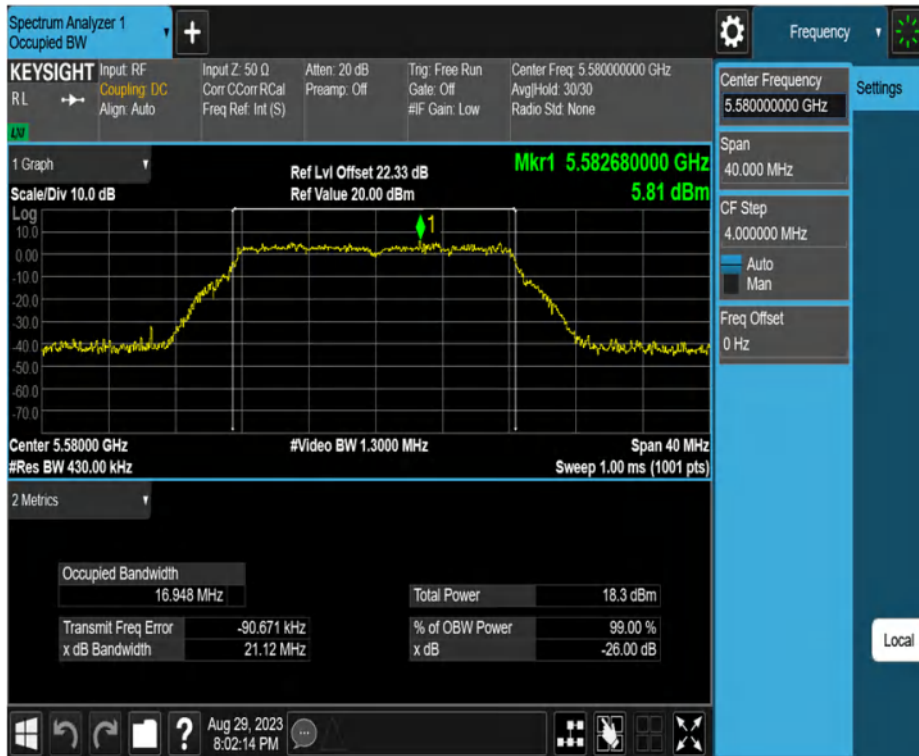 Spectrum Analyzer 1
Occupied BW
+
Frequency
KEYSIGHT
RL
LXI
Input: RF
Coupling: DC
Align: Auto
Input Z: 50 Ω
Corr CCorr RCal
Freq Ref: Int (S)
Atten: 20 dB
Preamp: Off
Trig: Free Run
Gate: Off
#IF Gain: Low
Center Freq: 5.580000000 GHz
Avg|Hold: 30/30
Radio Std: None
Center Frequency
5.580000000 GHz
Settings
Span
40.000 MHz
CF Step
4.000000 MHz
Auto
Man
Freq Offset
0 Hz
1 Graph
Ref Lvl Offset 22.33 dB
Mkr1 5.582680000 GHz
Scale/Div 10.0 dB
Ref Value 20.00 dBm
5.81 dBm
Log
10.0
0.00
-10.0
-20.0
-30.0
-40.0
-50.0
-60.0
-70.0
1
Center 5.58000 GHz
#Video BW 1.3000 MHz
Span 40 MHz
#Res BW 430.00 kHz
Sweep 1.00 ms (1001 pts)
2 Metrics
Occupied Bandwidth
16.948 MHz
Total Power
18.3 dBm
Transmit Freq Error
-90.671 kHz
% of OBW Power
99.00 %
x dB Bandwidth
21.12 MHz
x dB
-26.00 dB
Local
?
Aug 29, 2023
8:02:14 PM